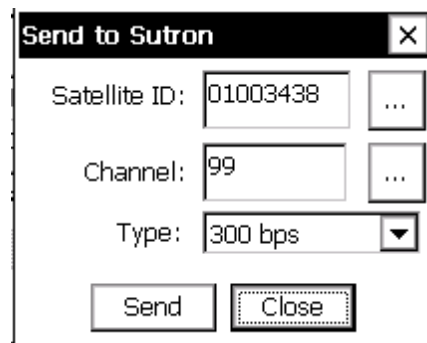 Send to Sutron
Satellite ID: 01003438 ...
Channel: 99 ...
Type: 300 bps
Send Close